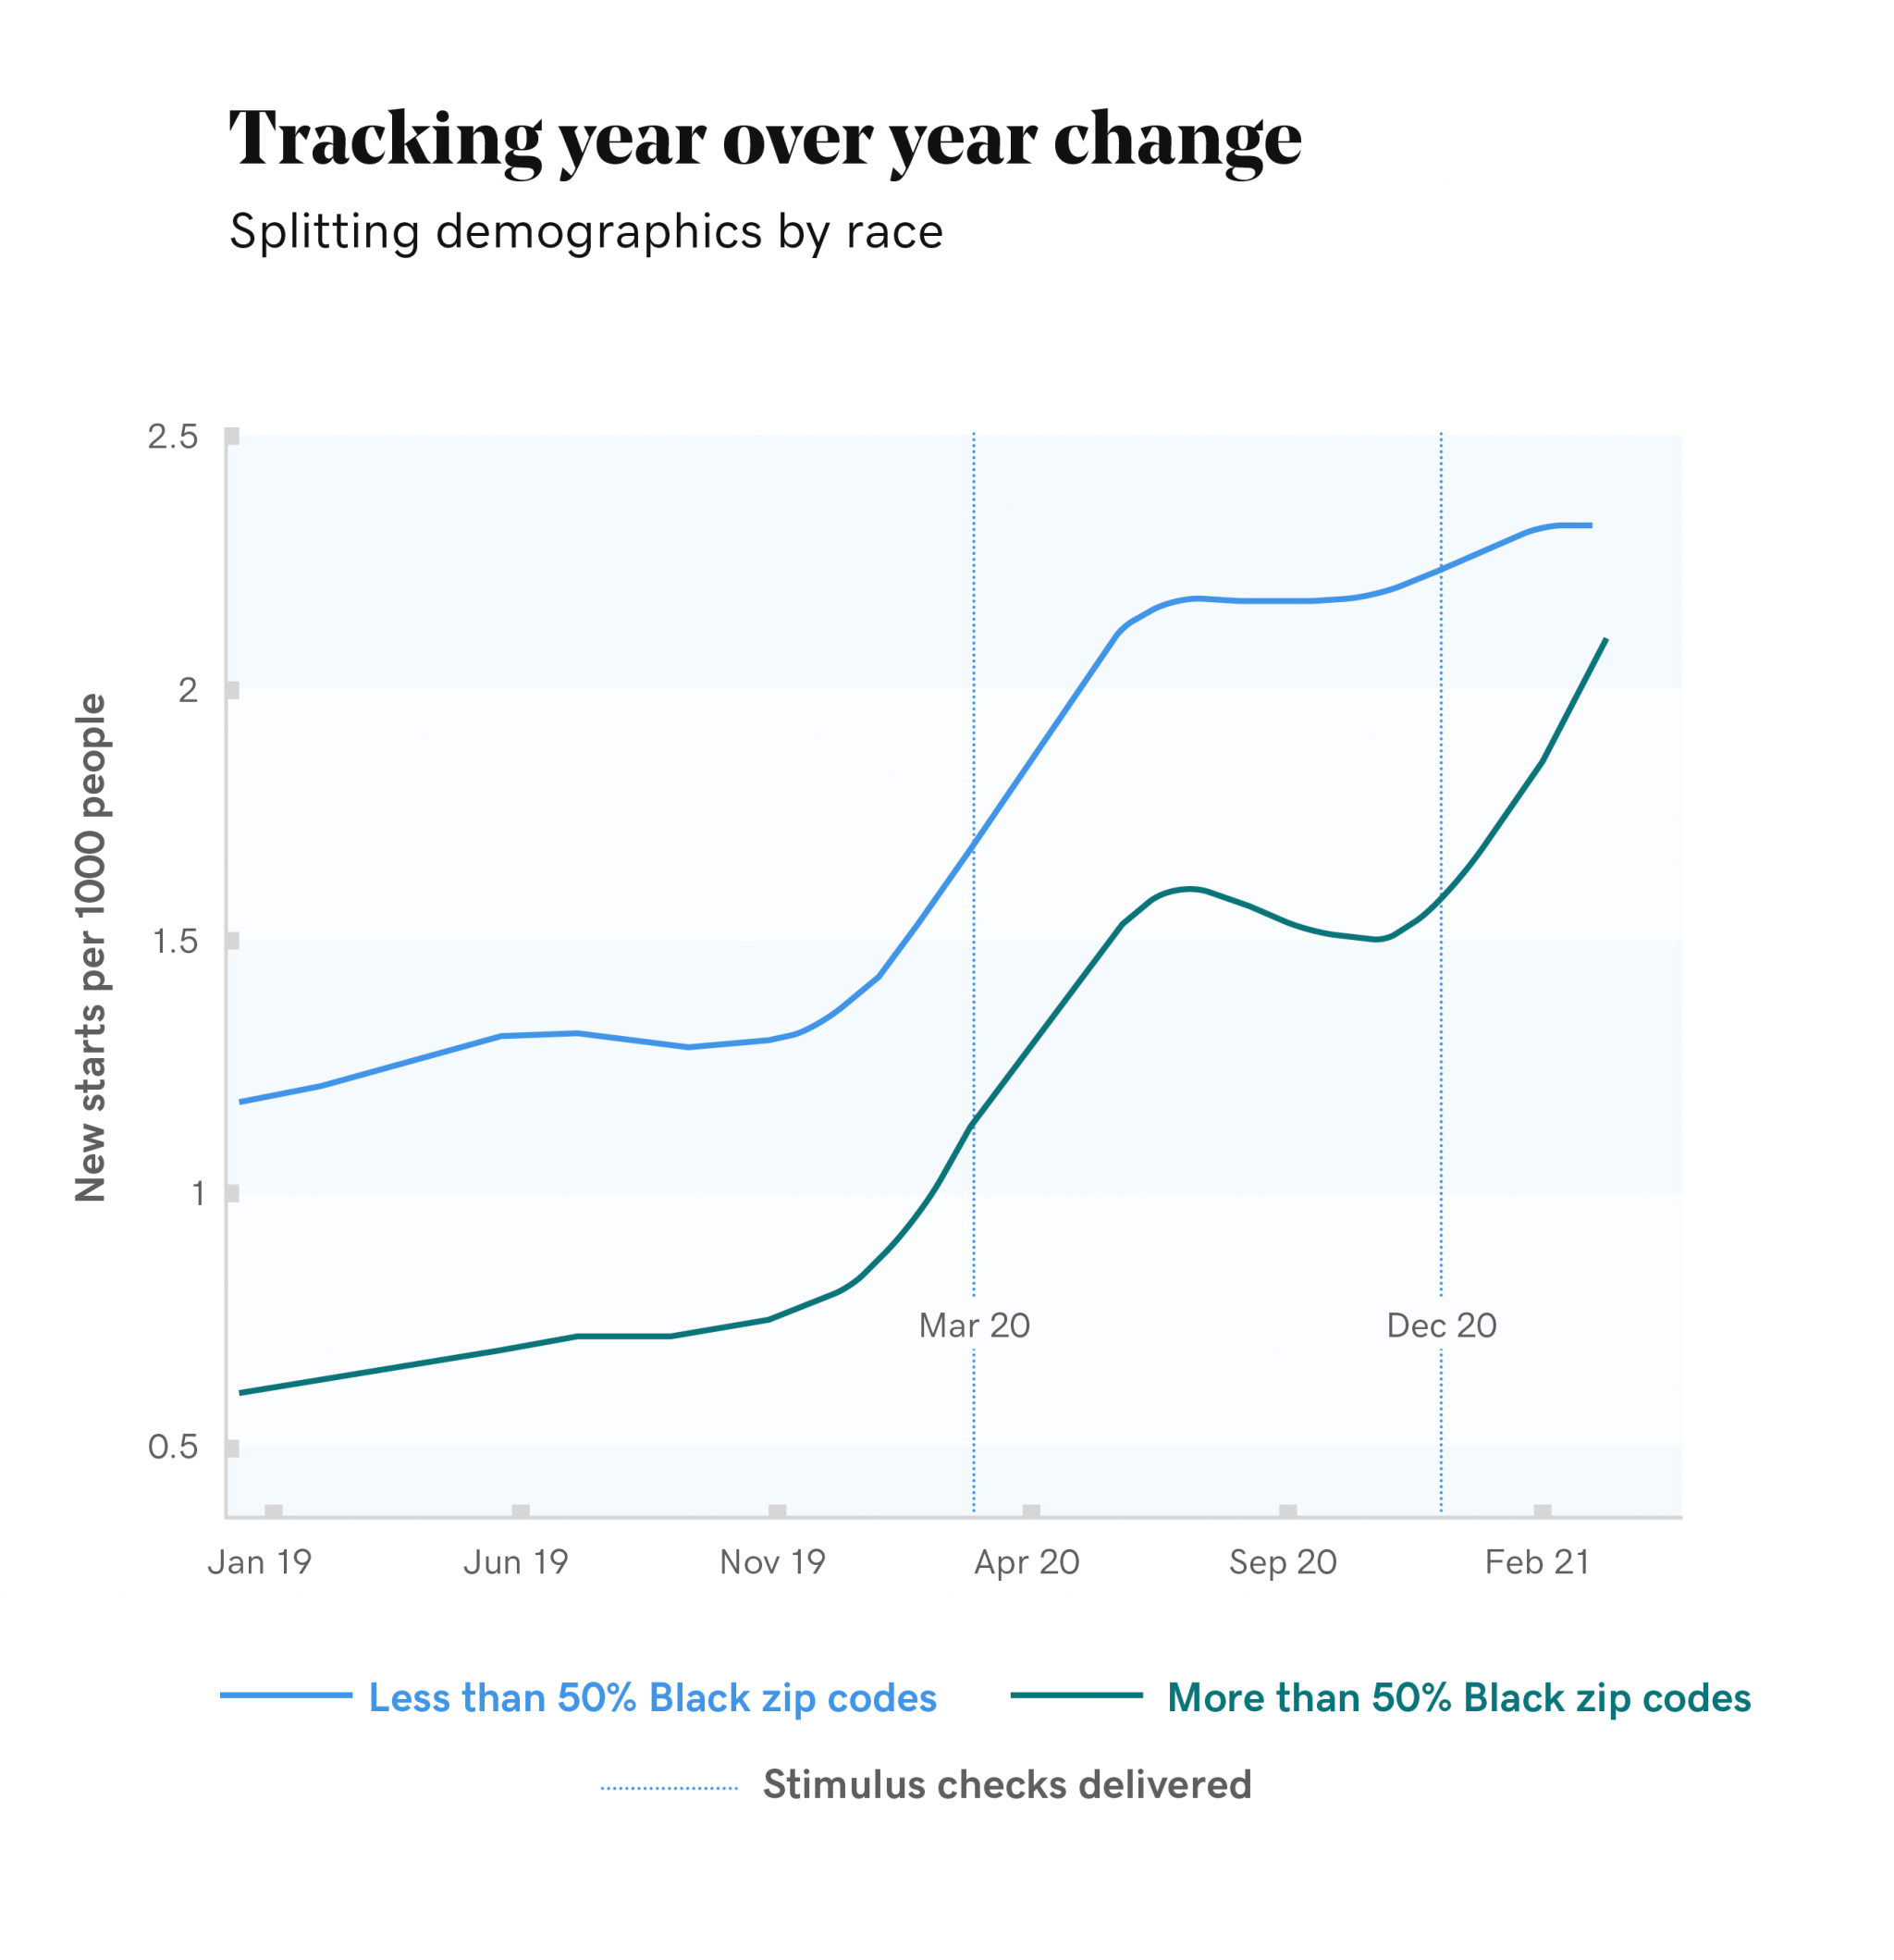 Tracking year over year change
Splitting demographics by race
New starts per 1000 people
2.5
2
1.5
1
0.5
Mar 20
Dec 20
Jan 19
Jun 19
Nov 19
Apr 20
Sep 20
Feb 21
Less than 50% Black zip codes
More than 50% Black zip codes
Stimulus checks delivered